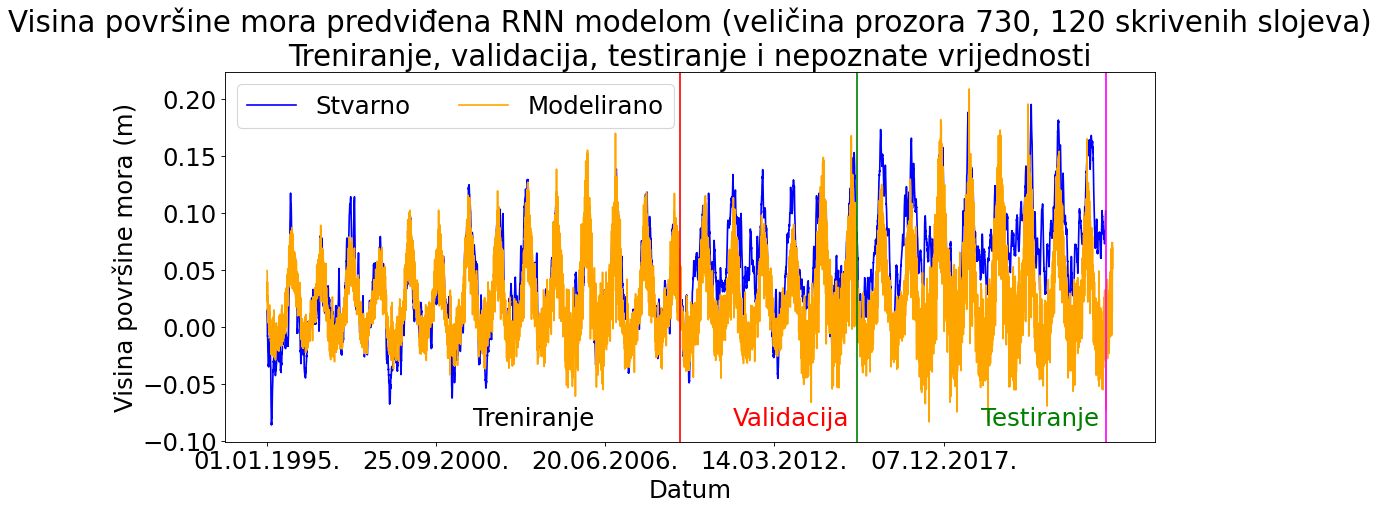 Visina površine mora predviđena RNN modelom (veličina prozora 730, 120 skrivenih slojeva)
Treniranje, validacija, testiranje i nepoznate vrijednosti
Stvarno Modelirano
Visina površine mora (m)
0.20
0.15
0.10
0.05
0.00
−0.05
−0.10
Treniranje Validacija Testiranje
01.01.1995. 25.09.2000. 20.06.2006. 14.03.2012. 07.12.2017.
Datum